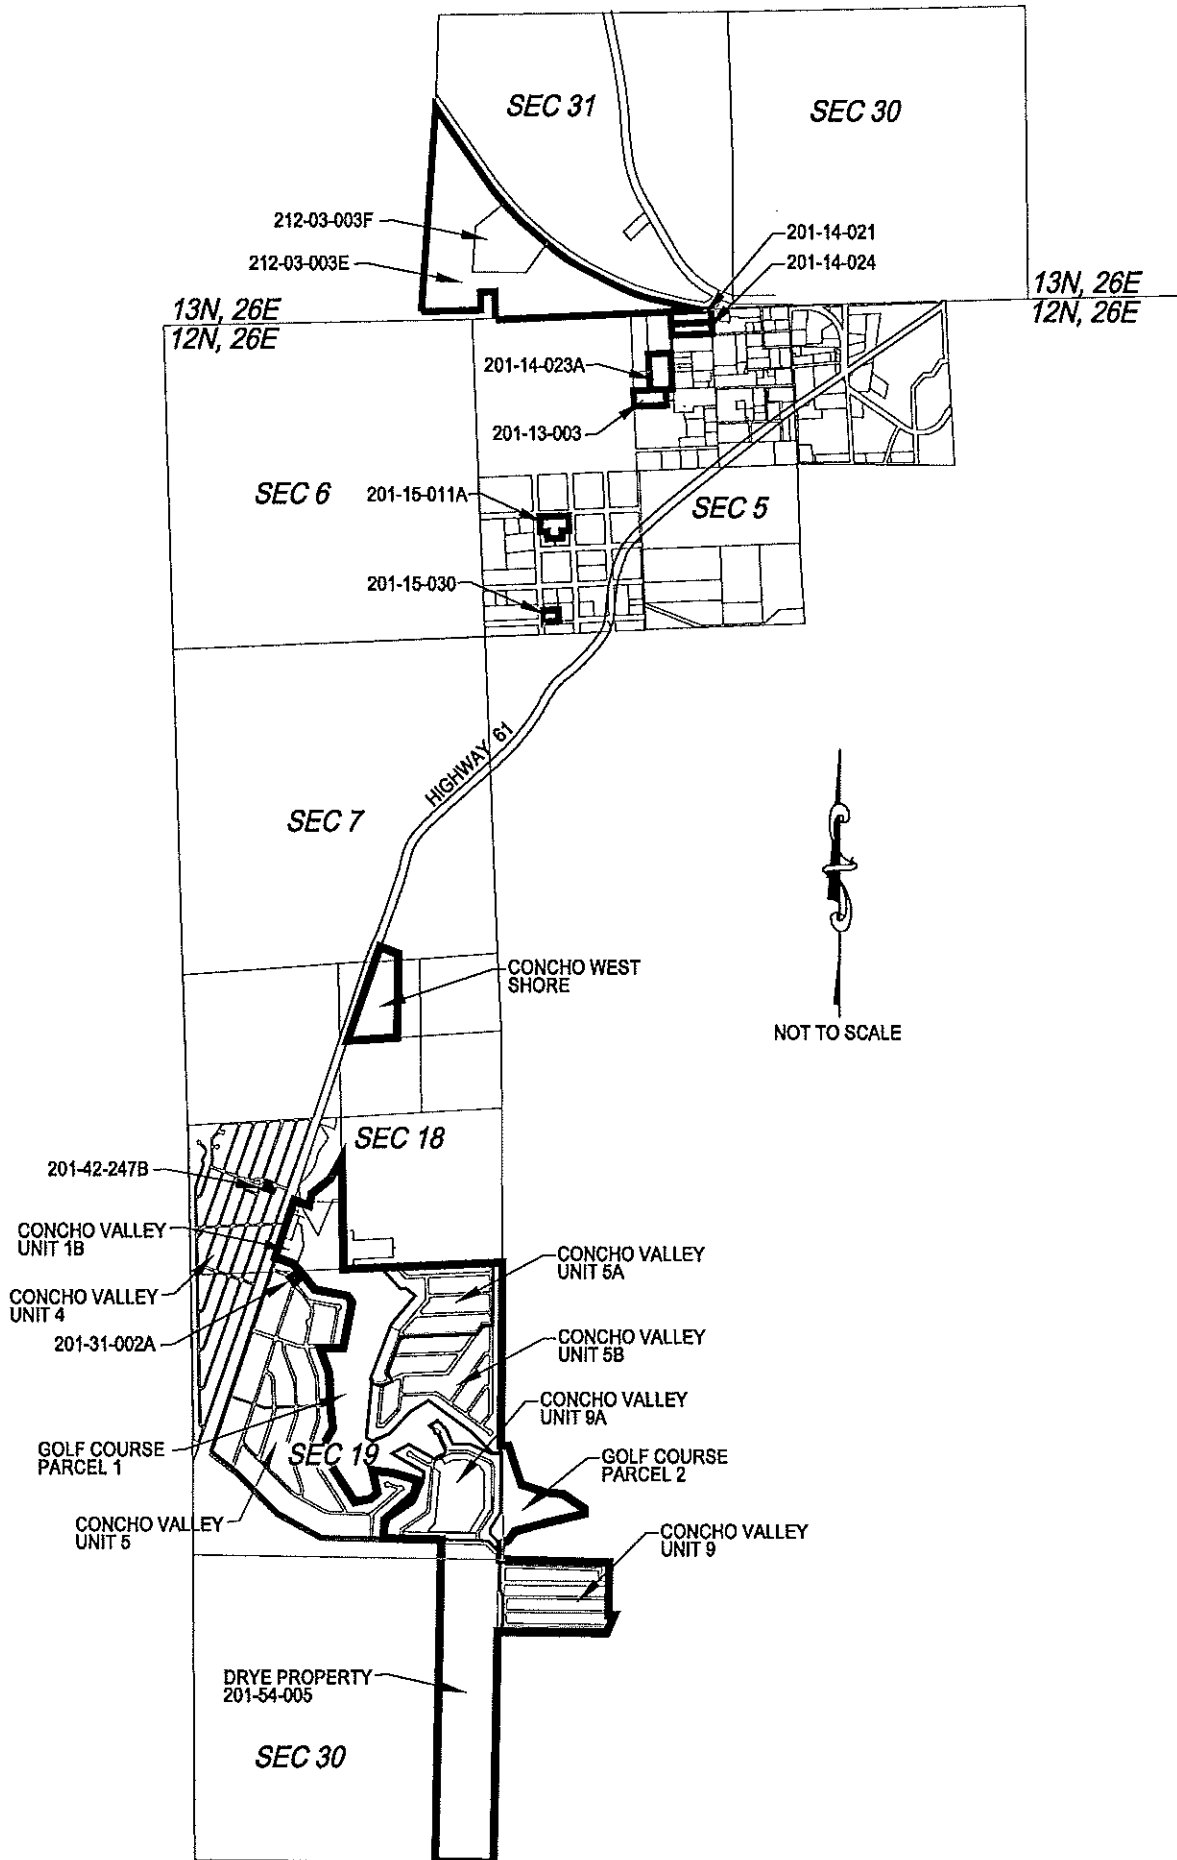 SEC 31
SEC 30
212-03-003F
201-14-021
212-03-003E
201-14-024
13N, 26E
13N, 26E
12N, 26E
12N, 26E
201-14-023A
201-13-003
SEC 6
201-15-011A
SEC 5
201-15-030
HIGHWAY 61
SEC 7
CONCHO WEST
SHORE
NOT TO SCALE
SEC 18
201-42-247B
CONCHO VALLEY
UNIT 1B
CONCHO VALLEY
UNIT 5A
CONCHO VALLEY
UNIT 4
201-31-002A
CONCHO VALLEY
UNIT 5B
CONCHO VALLEY
UNIT 9A
GOLF COURSE
PARCEL 1
SEC 19
GOLF COURSE
PARCEL 2
CONCHO VALLEY
UNIT 5
CONCHO VALLEY
UNIT 9
DRYE PROPERTY
201-54-005
SEC 30